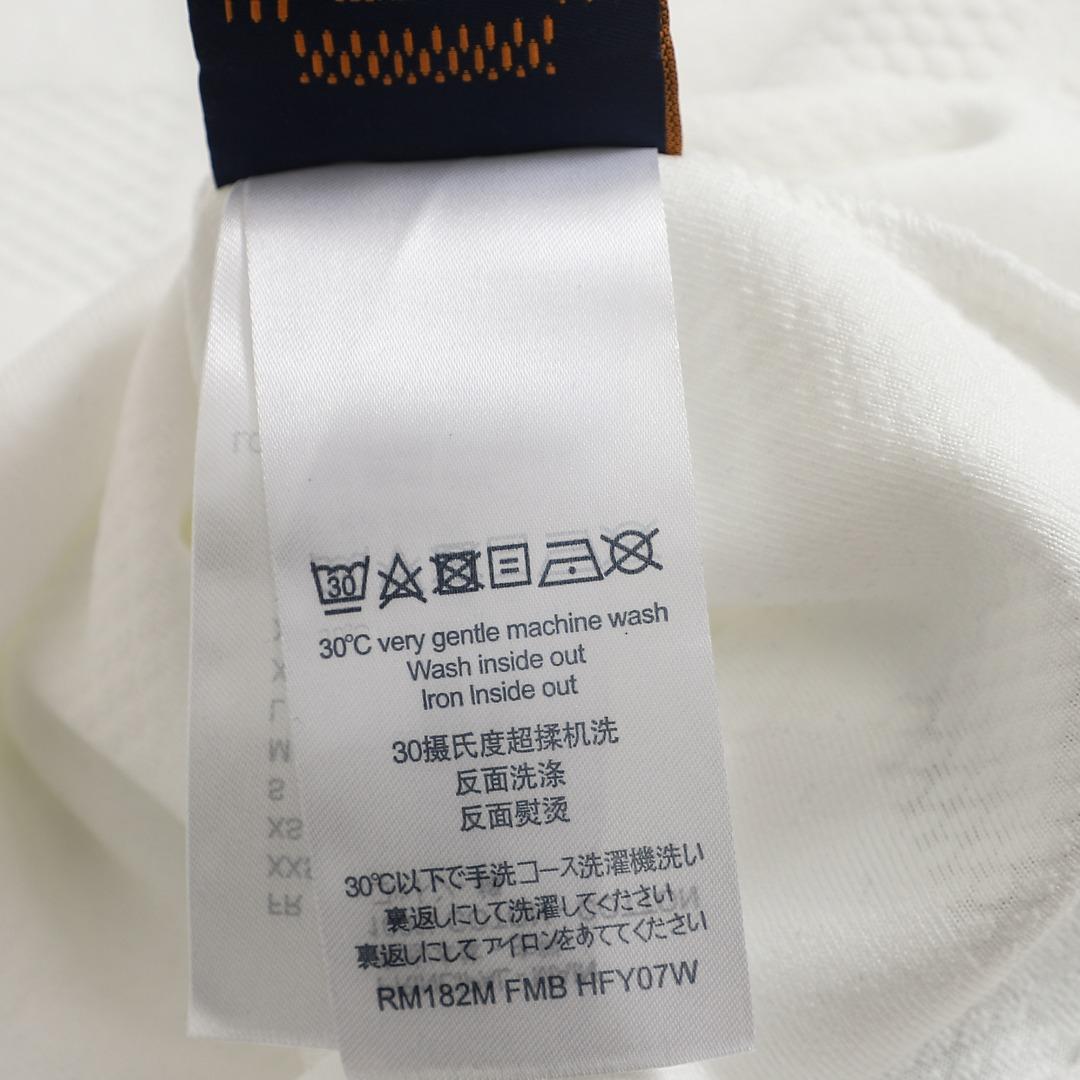 30
30℃ very gentle machine wash
Wash inside out
Iron Inside out
30摄氏度超揉机洗
反面洗涤
反面熨烫
30℃以下で手洗コース洗濯機洗い
裏返しにして洗濯してください
裏返しにして アイロンをあててください
RM182M FMB HFY07W
L
M
S
XS
FR